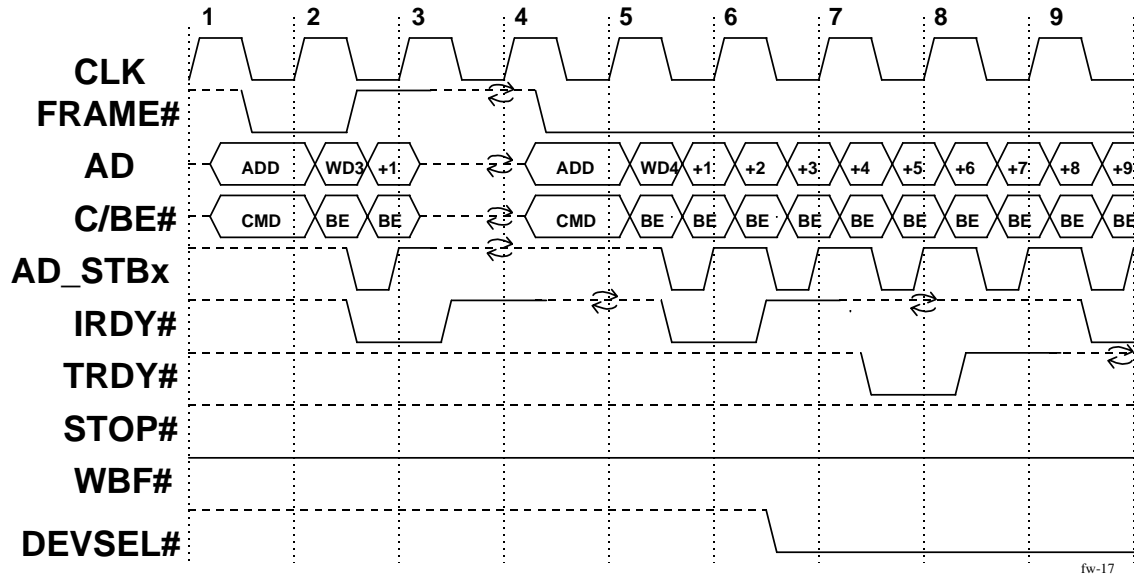 1 2 3 4 5 6 7 8 9
CLK
FRAME#
AD ADD WD3 +1 ADD WD4 +1 +2 +3 +4 +5 +6 +7 +8 +9
C/BE# CMD BE BE CMD BE BE BE BE BE BE BE BE BE BE
AD_STBx
IRDY#
TRDY#
STOP#
WBF#
DEVSEL#
fw-17